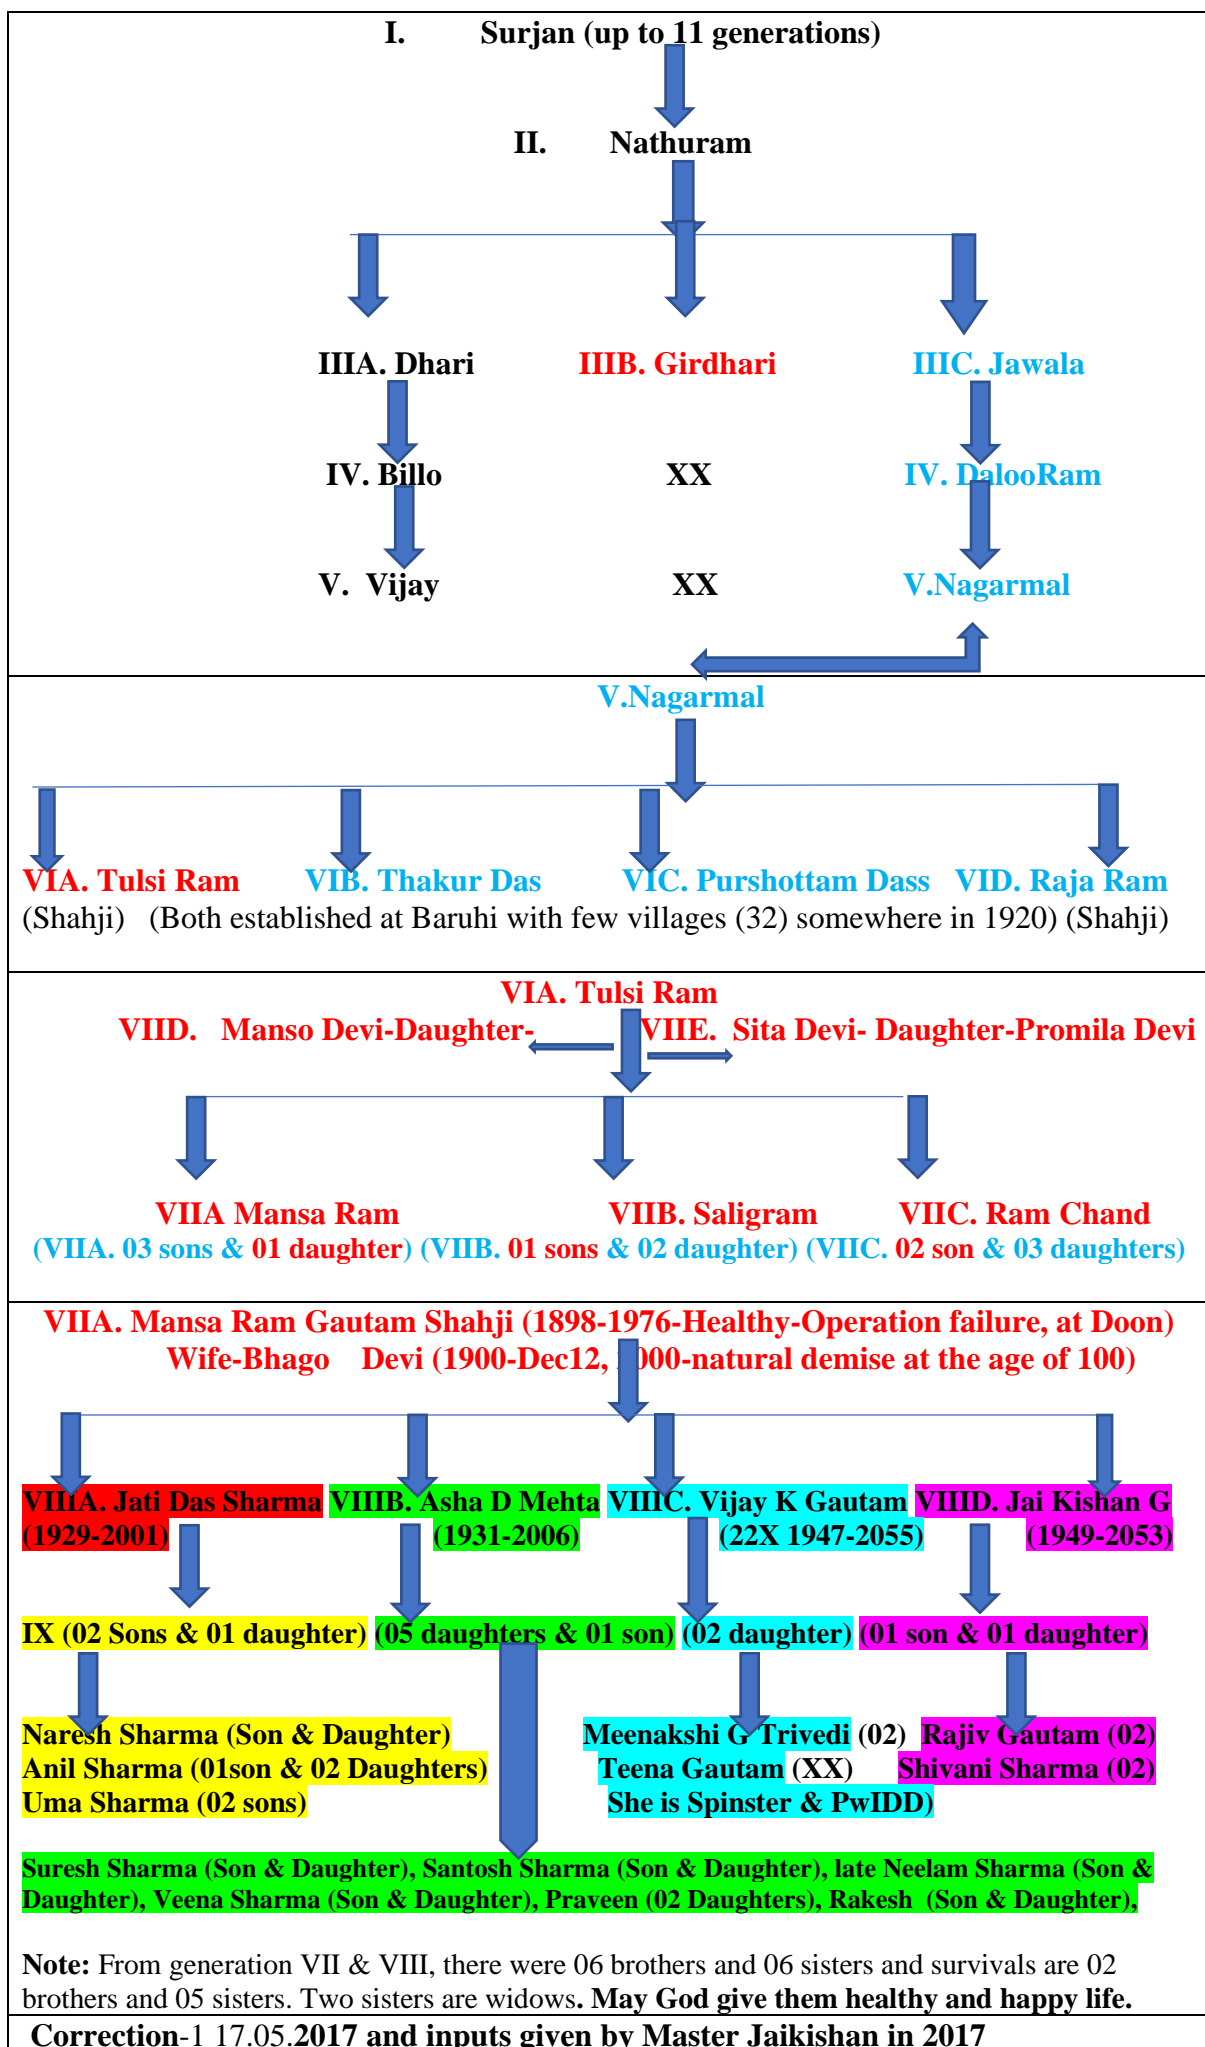 I. Surjan (up to 11 generations)
II. Nathuram
IIIA. Dhari IIIB. Girdhari IIIC. Jawala
IV. Billo XX IV. DalooRam
V. Vijay XX V.Nagarmal
V.Nagarmal
VIA. Tulsi Ram VIB. Thakur Das VIC. Purshottam Dass VID. Raja Ram
(Shahji) (Both established at Baruhi with few villages (32) somewhere in 1920) (Shahji)
VIA. Tulsi Ram
VIID. Manso Devi-Daughter- VIIE. Sita Devi- Daughter-Promila Devi
VIIA Mansa Ram VIIB. Saligram VIIC. Ram Chand
(VIIA. 03 sons & 01 daughter) (VIIB. 01 sons & 02 daughter) (VIIC. 02 son & 03 daughters)
VIIA. Mansa Ram Gautam Shahji (1898-1976-Healthy-Operation failure, at Doon)
Wife-Bhago Devi (1900-Dec12, 2000-natural demise at the age of 100)
VIIIA. Jati Das Sharma VIIIB. Asha D Mehta VIIIC. Vijay K Gautam VIIID. Jai Kishan G
(1929-2001) (1931-2006) (22X 1947-2055) (1949-2053)
IX (02 Sons & 01 daughter) (05 daughters & 01 son) (02 daughter) (01 son & 01 daughter)
Naresh Sharma (Son & Daughter) Meenakshi G Trivedi (02) Rajiv Gautam (02)
Anil Sharma (01son & 02 Daughters) Teena Gautam (XX) Shivani Sharma (02)
Uma Sharma (02 sons) She is Spinster & PwIDD)
Suresh Sharma (Son & Daughter), Santosh Sharma (Son & Daughter), late Neelam Sharma (Son &
Daughter), Veena Sharma (Son & Daughter), Praveen (02 Daughters), Rakesh (Son & Daughter),
Note: From generation VII & VIII, there were 06 brothers and 06 sisters and survivals are 02
brothers and 05 sisters. Two sisters are widows. May God give them healthy and happy life.
Correction-1 17.05.2017 and inputs given by Master Jaikishan in 2017